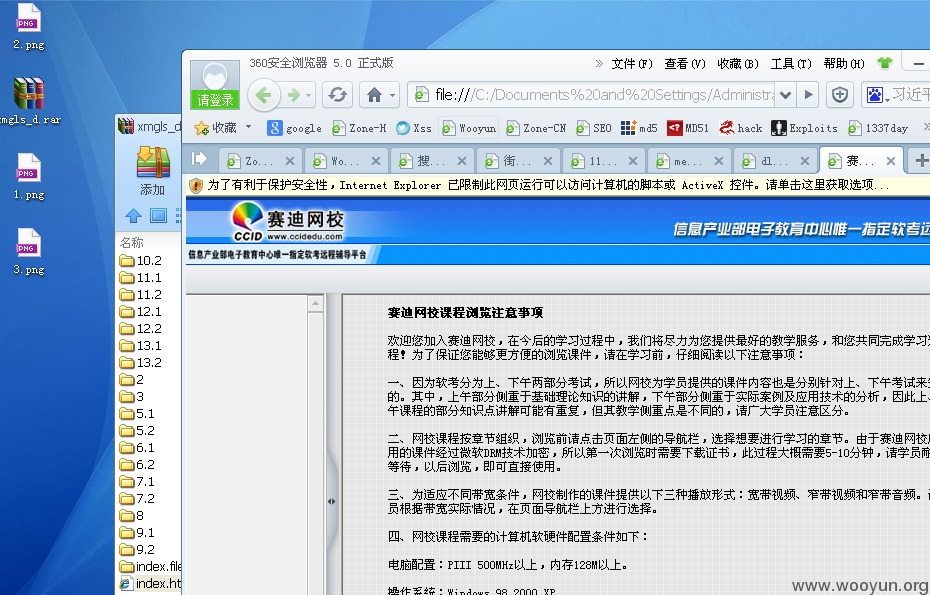 2.png
xmgls_d.rar
1.png
3.png
xmgls_d
添加
名称
10.2
11.1
11.2
12.1
12.2
13.1
13.2
2
3
5.1
5.2
6.1
6.2
7.1
7.2
8
9.1
9.2
index.file
index.ht
360安全浏览器 5.0 正式版
» 文件(F) 查看(V) 收藏(B) 工具(T) 帮助(H)
请登录
file:///C:/Documents%20and%20Settings/Administra
习近平
收藏 google Zone-H Xss Wooyun Zone-CN SEO md5 MD51 hack Exploits 1337day
Zo... Wo... 搜... 街... 11... me... dl... 赛...
为了有利于保护安全性，Internet Explorer 已限制此网页运行可以访问计算机的脚本或 ActiveX 控件。请单击这里获取选项...
赛迪网校
CCID www.ccidedu.com
信息产业部电子教育中心唯一指定软考远
信息产业部电子教育中心唯一指定软考远程辅导平台
赛迪网校课程浏览注意事项
欢迎您加入赛迪网校，在今后的学习过程中，我们将尽力为您提供最好的教学服务，和您共同完成学习
程！为了保证您能够更方便的浏览课件，请在学习前，仔细阅读以下注意事项：
一、因为软考分为上、下午两部分考试，所以网校为学员提供的课件内容也是分别针对上、下午考试来
的。其中，上午部分侧重于基础理论知识的讲解，下午部分侧重于实际案例及应用技术的分析，因此上、
午课程的部分知识点讲解可能有重复，但其教学侧重点是不同的，请广大学员注意区分。
二、网校课程按章节组织，浏览前请点击页面左侧的导航栏，选择想要进行学习的章节。由于赛迪网校
用的课件经过微软DRM技术加密，所以第一次浏览时需要下载证书，此过程大概需要5-10分钟，请学员耐
等待，以后浏览，即可直接使用。
三、为适应不同带宽条件，网校制作的课件提供以下三种播放形式：宽带视频、窄带视频和窄带音频。
员根据带宽实际情况，在页面导航栏上方进行选择。
四、网校课程需要的计算机软硬件配置条件如下：
电脑配置：PIII 500MHz以上，内存128M以上。
操作系统：Windows 98 2000 XP
www.wooyun.org